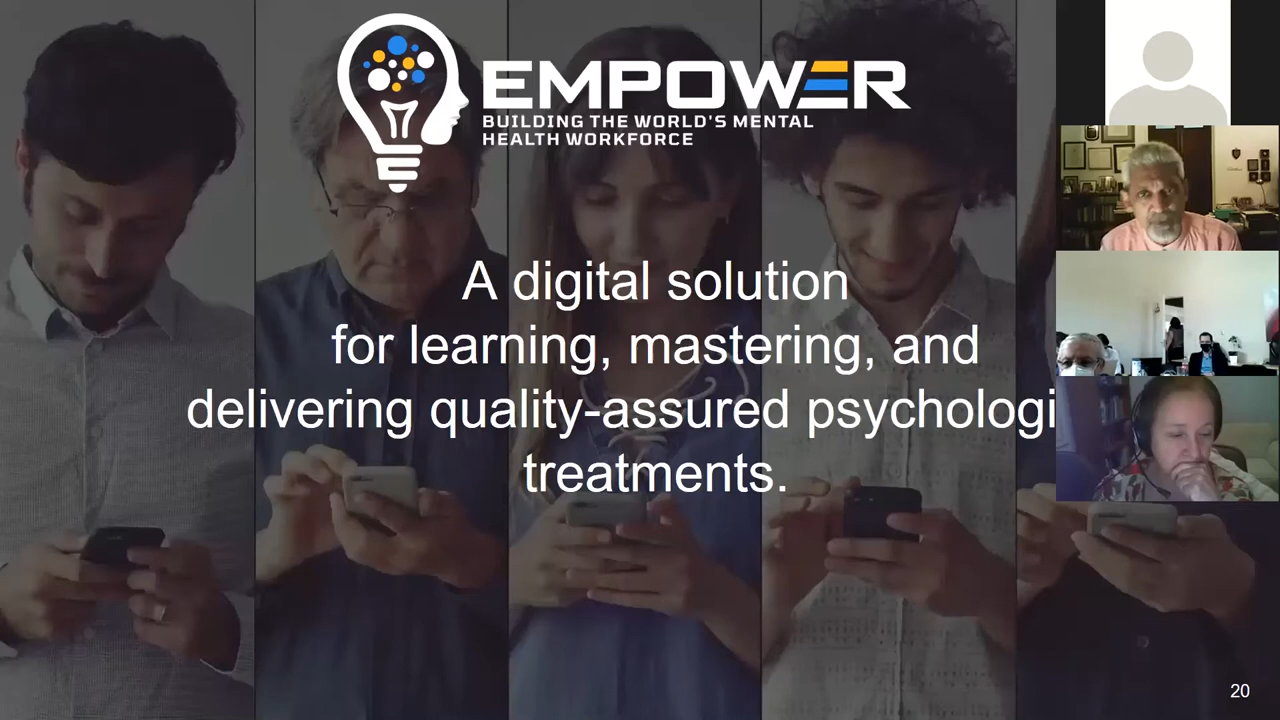 EMPOWER
BUILDING THE WORLD'S MENTAL
HEALTH WORKFORCE
A digital solution
for learning, mastering, and
delivering quality-assured psychologi
treatments.
20